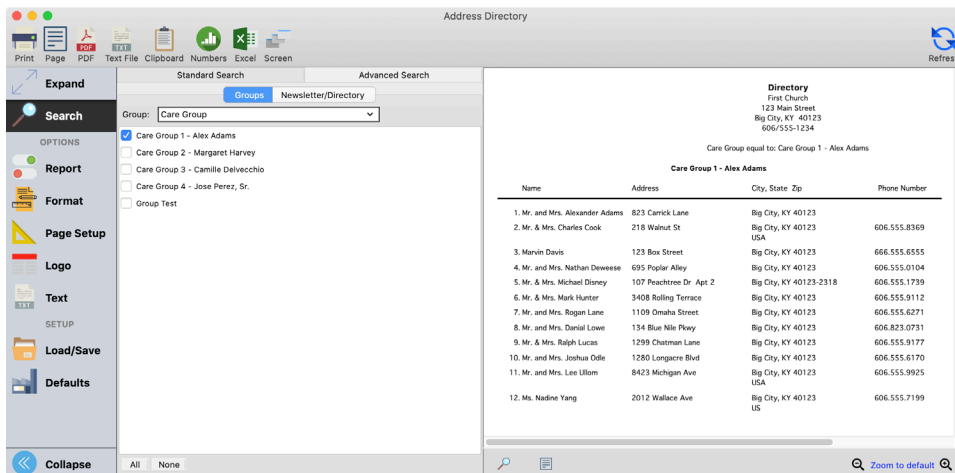 Address Directory
Print Page PDF Text File Clipboard Numbers Excel Screen
PDF
TXT
Expand
Search
OPTIONS
Report
Format
Page Setup
Logo
TXT
Text
SETUP
Load/Save
Defaults
Collapse
Standard Search Advanced Search
Groups Newsletter/Directory
Group: Care Group
Care Group 1 - Alex Adams
Care Group 2 - Margaret Harvey
Care Group 3 - Camille Delvecchio
Care Group 4 - Jose Perez, Sr.
Group Test
All None
Directory
First Church
123 Main Street
Big City, KY 40123
606/555-1234
Care Group equal to: Care Group 1 - Alex Adams
Care Group 1 - Alex Adams
Name Address City, State Zip Phone Number
1. Mr. and Mrs. Alexander Adams 823 Carrick Lane Big City, KY 40123
2. Mr. & Mrs. Charles Cook 218 Walnut St Big City, KY 40123 606.555.8369
USA
3. Marvin Davis 123 Box Street Big City, KY 40123 666.555.6555
4. Mr. and Mrs. Nathan Deweese 695 Poplar Alley Big City, KY 40123 606.555.0104
5. Mr. & Mrs. Michael Disney 107 Peachtree Dr Apt 2 Big City, KY 40123-2318 606.555.1739
6. Mr. & Mrs. Mark Hunter 3408 Rolling Terrace Big City, KY 40123 606.555.9112
7. Mr. and Mrs. Rogan Lane 1109 Omaha Street Big City, KY 40123 606.555.6271
8. Mr. and Mrs. Danial Lowe 134 Blue Nile Pkwy Big City, KY 40123 606.823.0731
9. Mr. & Mrs. Ralph Lucas 1299 Chatman Lane Big City, KY 40123 606.555.9177
10. Mr. and Mrs. Joshua Odle 1280 Longacre Blvd Big City, KY 40123 606.555.6170
11. Mr. and Mrs. Lee Ullom 8423 Michigan Ave Big City, KY 40123 606.555.9925
USA
12. Ms. Nadine Yang 2012 Wallace Ave Big City, KY 40123 606.555.7199
US
Refres
Zoom to default